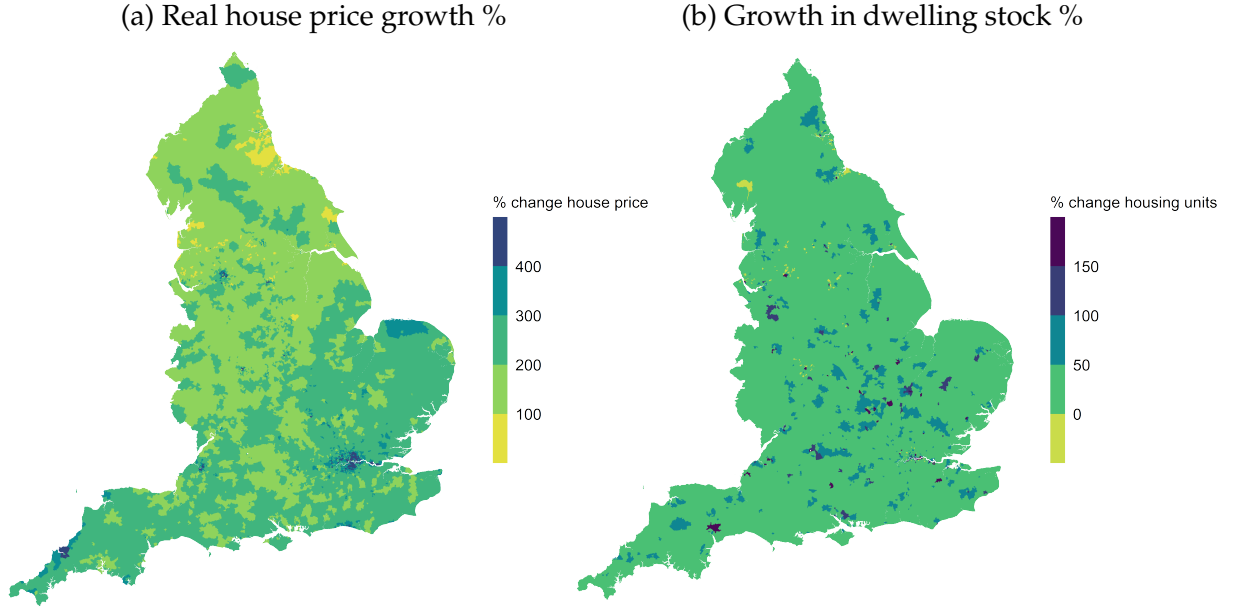 (a) Real house price growth %
(b) Growth in dwelling stock %
% change house price
400
300
200
100
% change housing units
150
100
50
0